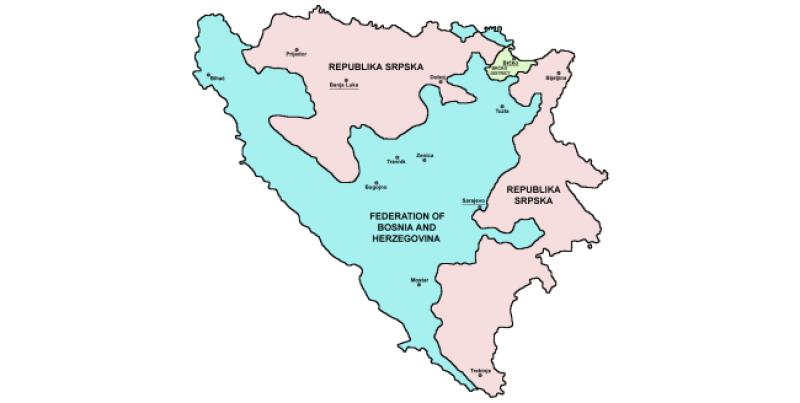 Prijedor
REPUBLIKA SRPSKA
Banja Luka
Doboj
Brčko
BRCKO
DISTRICT
Bijeljina
Bihać
Tuzla
Travnik
Zenica
Bugojno
Sarajevo
REPUBLIKA
SRPSKA
FEDERATION OF
BOSNIA AND
HERZEGOVINA
Mostar
Trebinje